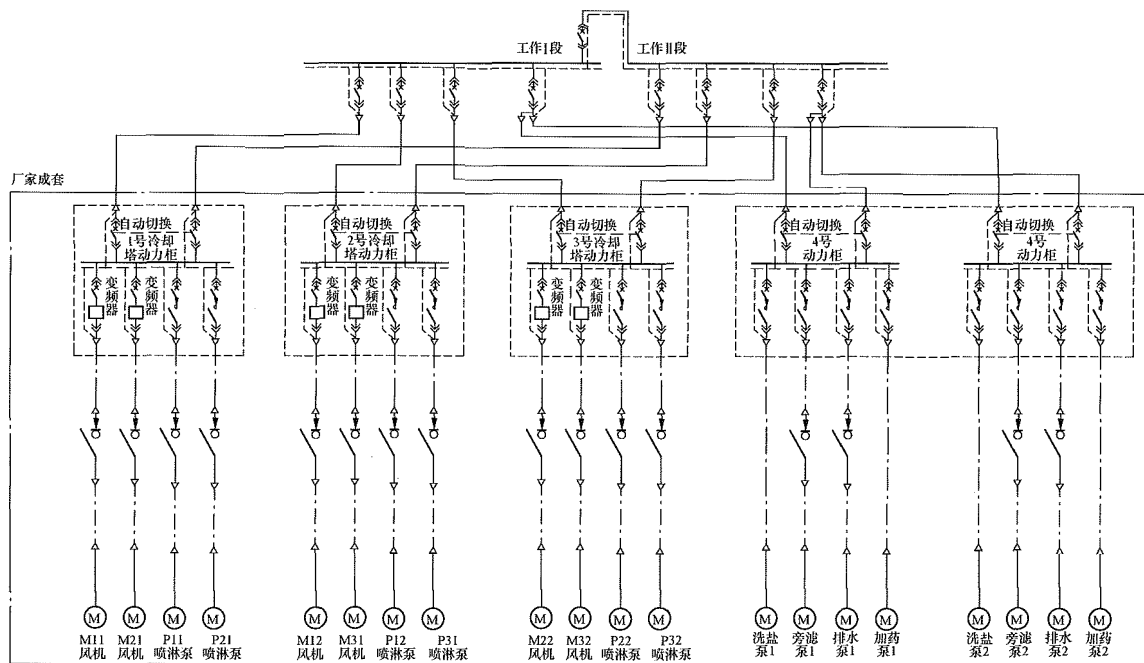 工作Ⅰ段
工作Ⅱ段
厂家成套
自动切换
1号冷却
塔动力柜
变频器
变频器
自动切换
2号冷却
塔动力柜
变频器
变频器
自动切换
3号冷却
塔动力柜
变频器
变频器
自动切换
4号
动力柜
自动切换
4号
动力柜
M M M M M M M M M M M M M M M M M M M M
M11
风机
M21
风机
P11
喷淋泵
P21
喷淋泵
M12
风机
M31
风机
P12
喷淋泵
P31
喷淋泵
M22
风机
M32
风机
P22
喷淋泵
P32
喷淋泵
洗盐
泵1
旁滤
泵1
排水
泵1
加药
泵1
洗盐
泵2
旁滤
泵2
排水
泵2
加药
泵2